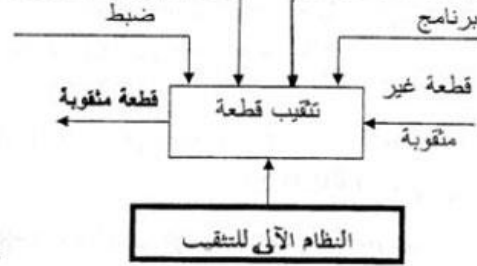 ضبط
برنامج
قطعة مثقوبة
تثقيب قطعة
قطعة غير
مثقوبة
النظام الآلي للتثقيب